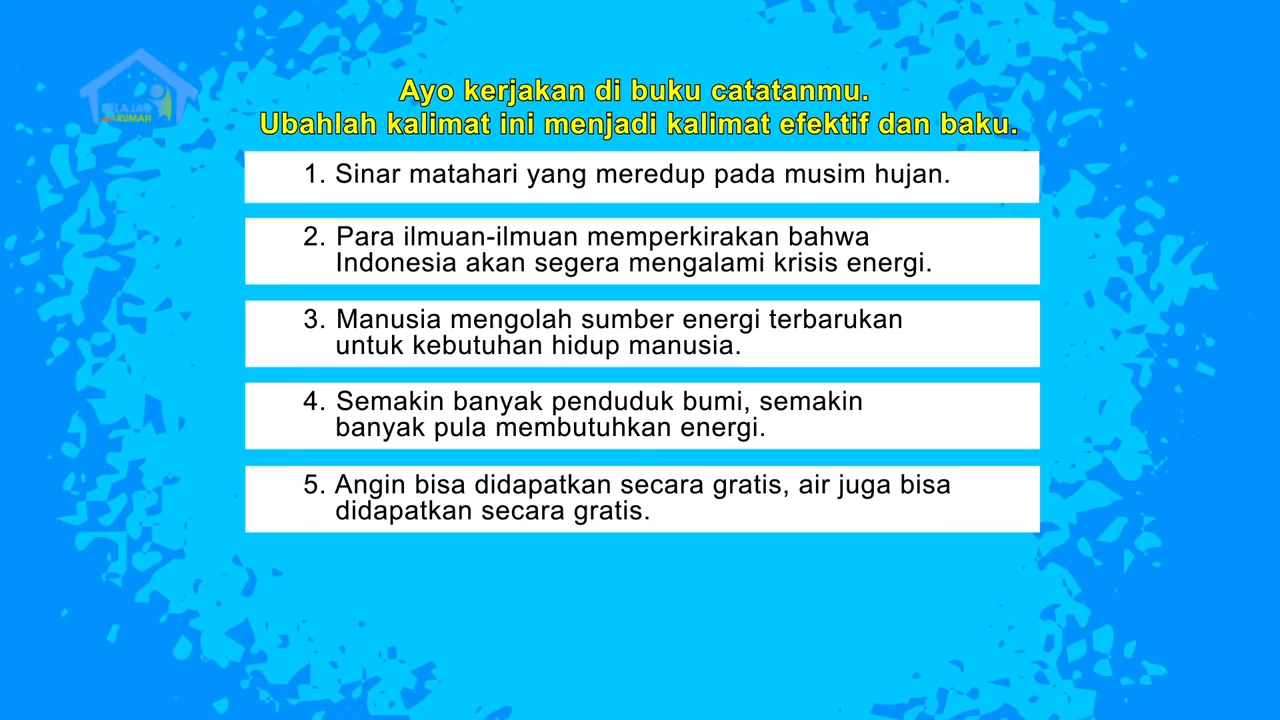 BELAJAR
RUMAH
Ayo kerjakan di buku catatanmu.
Ubahlah kalimat ini menjadi kalimat efektif dan baku.
1. Sinar matahari yang meredup pada musim hujan.
2. Para ilmuan-ilmuan memperkirakan bahwa
Indonesia akan segera mengalami krisis energi.
3. Manusia mengolah sumber energi terbarukan
untuk kebutuhan hidup manusia.
4. Semakin banyak penduduk bumi, semakin
banyak pula membutuhkan energi.
5. Angin bisa didapatkan secara gratis, air juga bisa
didapatkan secara gratis.